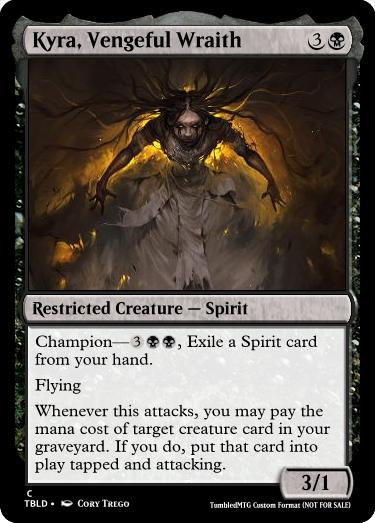 Kyra, Vengeful Wraith 3
Restricted Creature — Spirit
Champion—3, Exile a Spirit card
from your hand.
Flying
Whenever this attacks, you may pay the
mana cost of target creature card in your
graveyard. If you do, put that card into
play tapped and attacking.
3/1
C
TBLD • Cory Trego
TumbledMTG Custom Format (NOT FOR SALE)